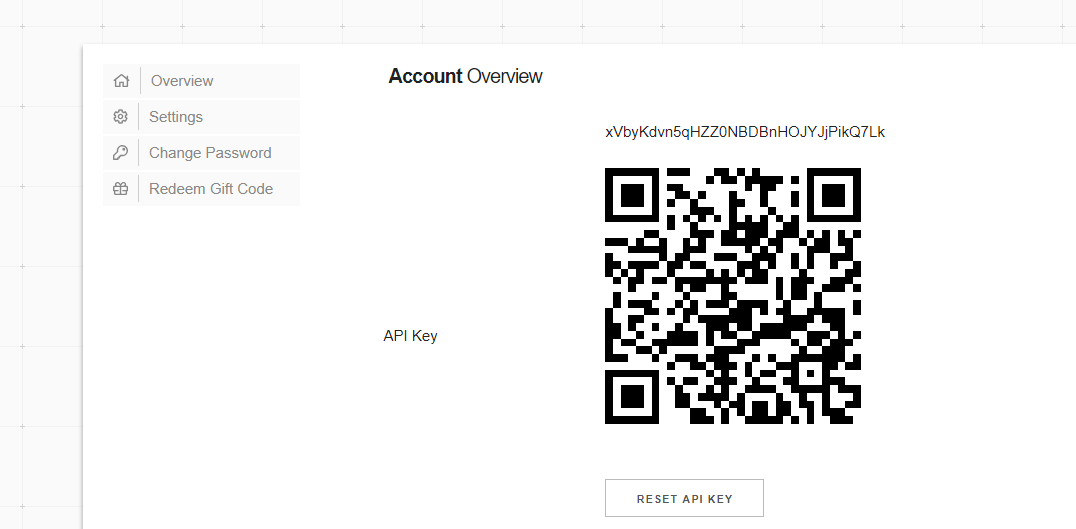 Overview
Settings
Change Password
Redeem Gift Code
Account Overview
xVbyKdvn5qHZZ0NBDBnHOJYJjPikQ7Lk
API Key
RESET API KEY